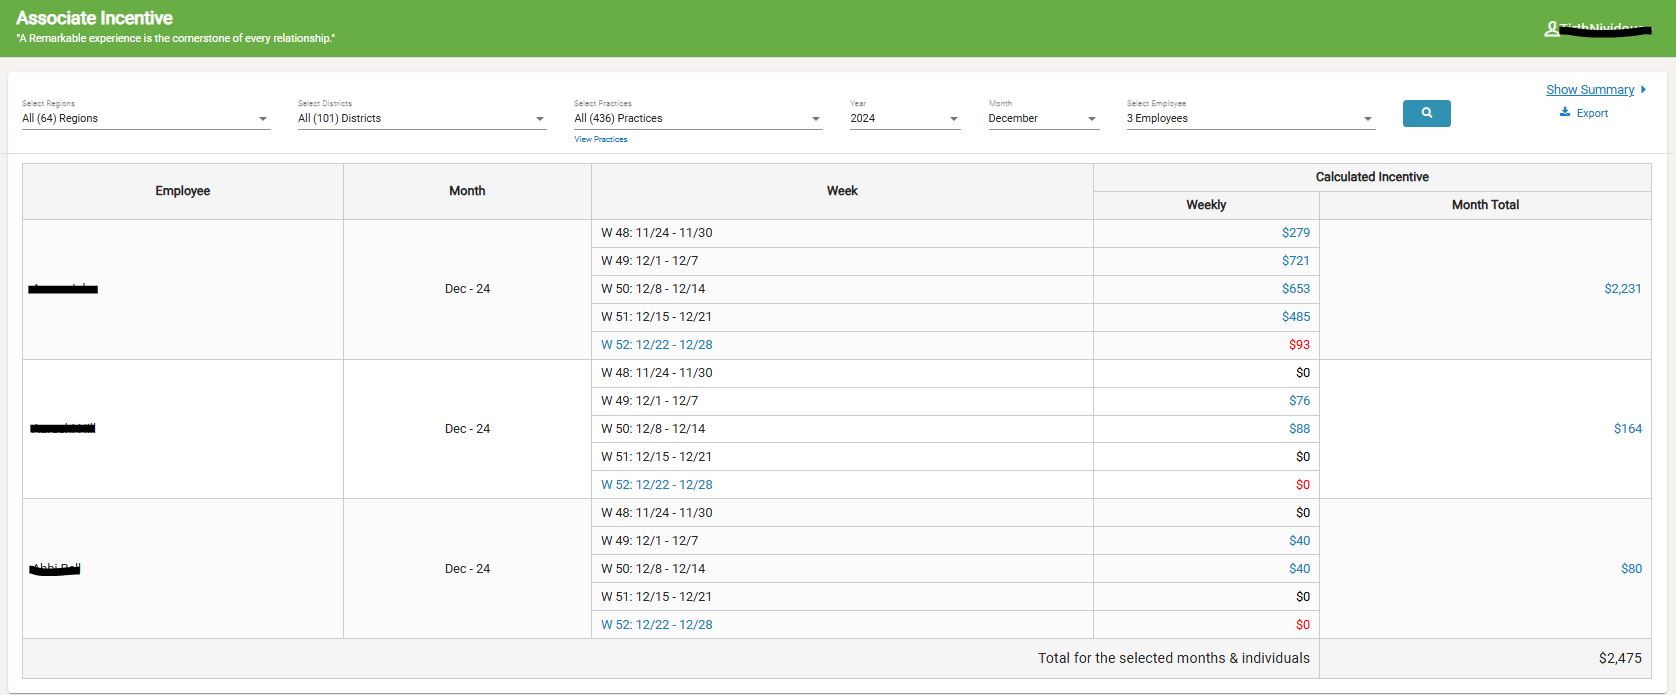 Associate Incentive
"A Remarkable experience is the cornerstone of every relationship."
Select Regions
All (64) Regions
Select Districts
All (101) Districts
Select Practices
All (436) Practices
View Practices
Year
2024
Month
December
Select Employee
3 Employees
Show Summary
Export
Employee Month Week Calculated Incentive
Weekly Month Total
W 48: 11/24 - 11/30 $279
W 49: 12/1 - 12/7 $721
Dec - 24 W 50: 12/8 - 12/14 $653 $2,231
W 51: 12/15 - 12/21 $485
W 52: 12/22 - 12/28 $93
W 48: 11/24 - 11/30 $0
W 49: 12/1 - 12/7 $76
Dec - 24 W 50: 12/8 - 12/14 $88 $164
W 51: 12/15 - 12/21 $0
W 52: 12/22 - 12/28 $0
W 48: 11/24 - 11/30 $0
W 49: 12/1 - 12/7 $40
Dec - 24 W 50: 12/8 - 12/14 $40 $80
W 51: 12/15 - 12/21 $0
W 52: 12/22 - 12/28 $0
Total for the selected months & individuals $2,475